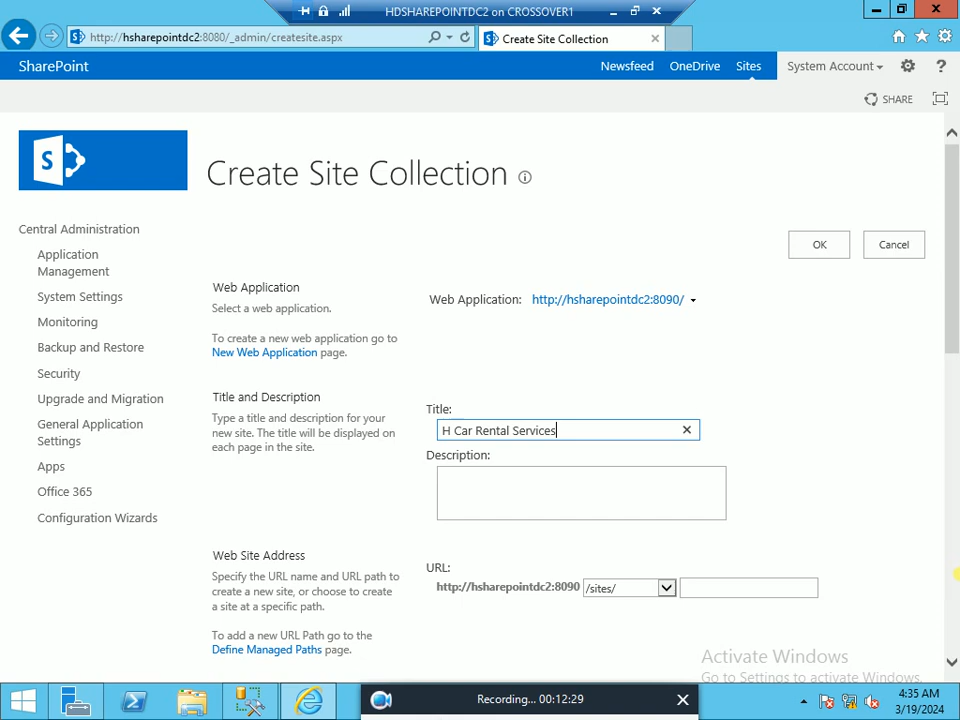 HDSHAREPOINTDC2 on CROSSOVER1
http://hsharepointdc2:8080/_admin/createsite.aspx
Create Site Collection
SharePoint
Newsfeed
OneDrive
Sites
System Account
?
SHARE
S
Create Site Collection
Central Administration
Application
Management
System Settings
Monitoring
Backup and Restore
Security
Upgrade and Migration
General Application
Settings
Apps
Office 365
Configuration Wizards
OK
Cancel
Web Application
Select a web application.
To create a new web application go to
New Web Application page.
Web Application: http://hsharepointdc2:8090/
Title and Description
Type a title and description for your
new site. The title will be displayed on
each page in the site.
Title:
H Car Rental Services
Description:
Web Site Address
Specify the URL name and URL path to
create a new site, or choose to create
a site at a specific path.
To add a new URL Path go to the
Define Managed Paths page.
URL:
http://hsharepointdc2:8090 /sites/
Activate Windows
Go to Settings to activate Windows.
Recording... 00:12:29
4:35 AM
3/19/2024